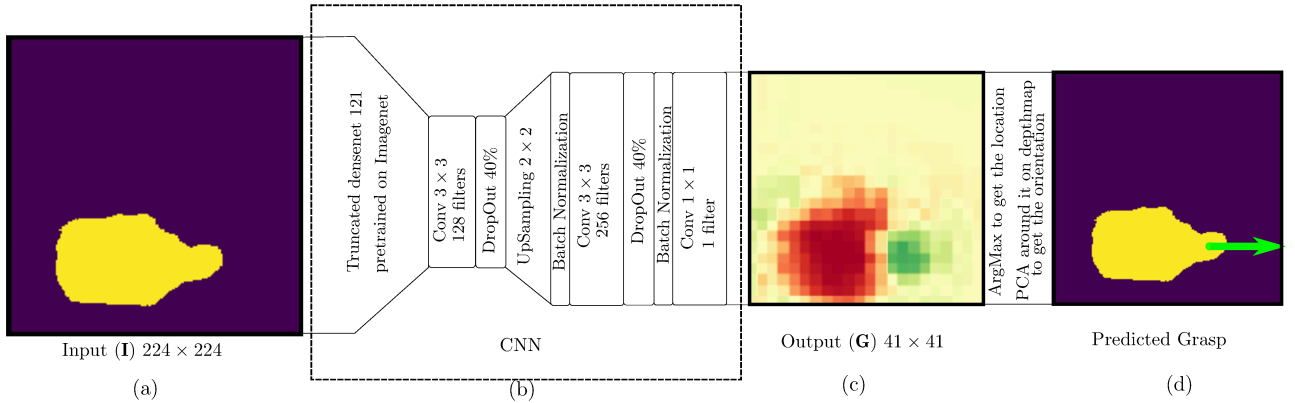 Truncated densenet 121
pretrained on Imagenet
Conv 3 × 3
128 filters
DropOut 40%
UpSampling 2 × 2
Batch Normalization
Conv 3 × 3
256 filters
DropOut 40%
Batch Normalization
Conv 1 × 1
1 filter
ArgMax to get the location
PCA around it on depthmap
to get the orientation
Input (I) 224 × 224
CNN
Output (G) 41 × 41
Predicted Grasp
(a)
(b)
(c)
(d)